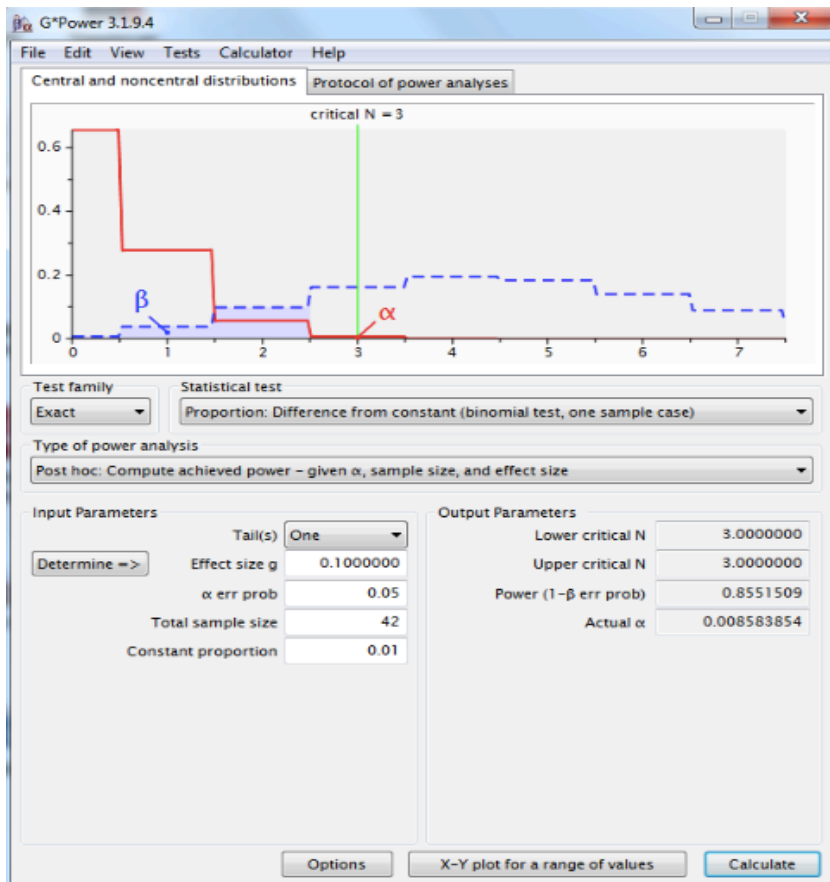 G*Power 3.1.9.4
File Edit View Tests Calculator Help
Central and noncentral distributions Protocol of power analyses
critical N = 3
0.6
0.4
0.2
0
β
α
0 1 2 3 4 5 6 7
Test family Statistical test
Exact Proportion: Difference from constant (binomial test, one sample case)
Type of power analysis
Post hoc: Compute achieved power – given α, sample size, and effect size
Input Parameters Output Parameters
Tail(s) One Lower critical N 3.0000000
Determine => Effect size g 0.1000000 Upper critical N 3.0000000
α err prob 0.05 Power (1-β err prob) 0.8551509
Total sample size 42 Actual α 0.008583854
Constant proportion 0.01
Options X-Y plot for a range of values Calculate